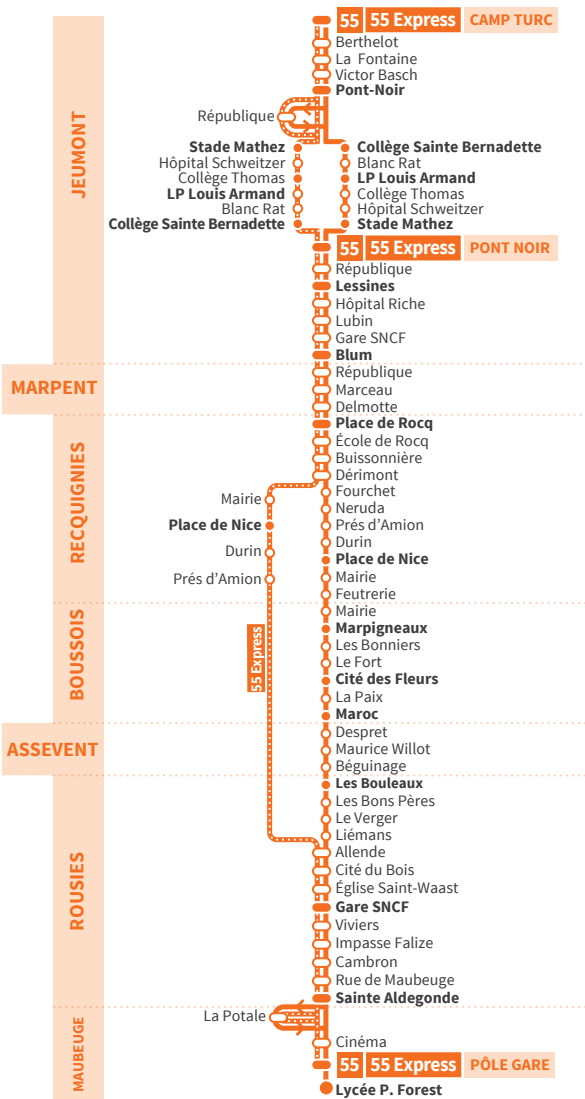 55 55 Express CAMP TURC
Berthelot
La Fontaine
Victor Basch
Pont-Noir
République
JEUMONT
Stade Mathez
Hôpital Schweitzer
Collège Thomas
LP Louis Armand
Blanc Rat
Collège Sainte Bernadette
Collège Sainte Bernadette
Blanc Rat
LP Louis Armand
Collège Thomas
Hôpital Schweitzer
Stade Mathez
55 55 Express PONT NOIR
République
Lessines
Hôpital Riche
Lubin
Gare SNCF
Blum
MARPENT
République
Marceau
Delmotte
RECQUIGNIES
Place de Rocq
École de Rocq
Buissonnière
Dérimont
Mairie
Place de Nice
Durin
Prés d'Amion
Fourchet
Neruda
Prés d'Amion
Durin
Place de Nice
Mairie
Feutrerie
BOUSSOIS
55 Express
Mairie
Marpigneaux
Les Bonniers
Le Fort
Cité des Fleurs
La Paix
Maroc
ASSEVENT
Despret
Maurice Willot
Béguinage
ROUSIES
Les Bouleaux
Les Bons Pères
Le Verger
Liémans
Allende
Cité du Bois
Église Saint-Waast
Gare SNCF
Viviers
Impasse Falize
Cambron
Rue de Maubeuge
Sainte Aldegonde
MAUBEUGE
La Potale
Cinéma
55 55 Express PÔLE GARE
Lycée P. Forest